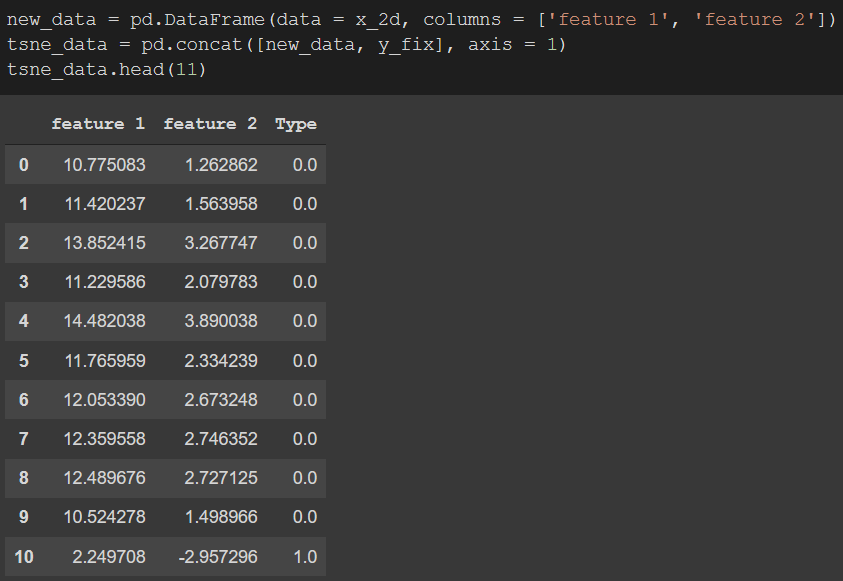 new_data = pd.DataFrame(data = x_2d, columns = ['feature 1', 'feature 2'])
tsne_data = pd.concat([new_data, y_fix], axis = 1)
tsne_data.head(11)
feature 1 feature 2 Type
0 10.775083 1.262862 0.0
1 11.420237 1.563958 0.0
2 13.852415 3.267747 0.0
3 11.229586 2.079783 0.0
4 14.482038 3.890038 0.0
5 11.765959 2.334239 0.0
6 12.053390 2.673248 0.0
7 12.359558 2.746352 0.0
8 12.489676 2.727125 0.0
9 10.524278 1.498966 0.0
10 2.249708 -2.957296 1.0